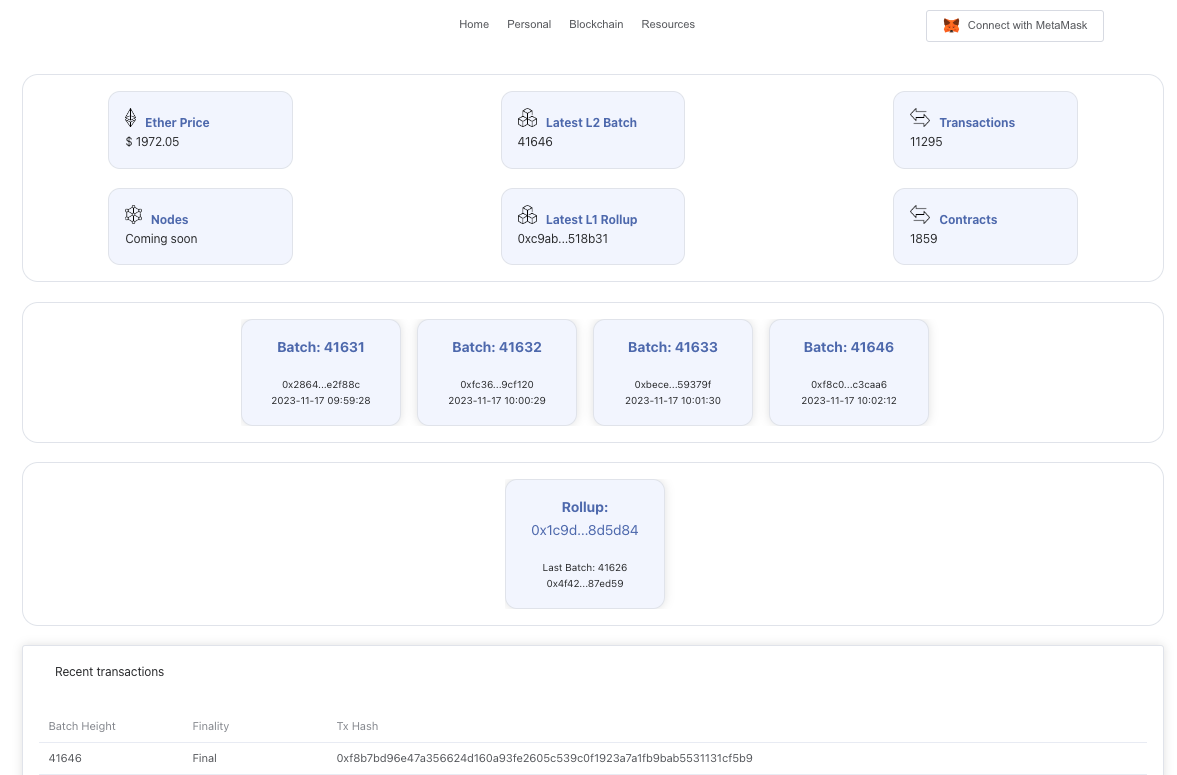 Home Personal Blockchain Resources Connect with MetaMask
Ether Price Latest L2 Batch Transactions
$ 1972.05 41646 11295
Nodes Latest L1 Rollup Contracts
Coming soon 0xc9ab...518b31 1859
Batch: 41631 Batch: 41632 Batch: 41633 Batch: 41646
0x2864...e2f88c 0xfc36...9cf120 0xbece...59379f 0xf8c0...c3caa6
2023-11-17 09:59:28 2023-11-17 10:00:29 2023-11-17 10:01:30 2023-11-17 10:02:12
Rollup:
0x1c9d...8d5d84
Last Batch: 41626
0x4f42...87ed59
Recent transactions
Batch Height Finality Tx Hash
41646 Final 0xf8b7bd96e47a356624d160a93fe2605c539c0f1923a7a1fb9bab5531131cf5b9